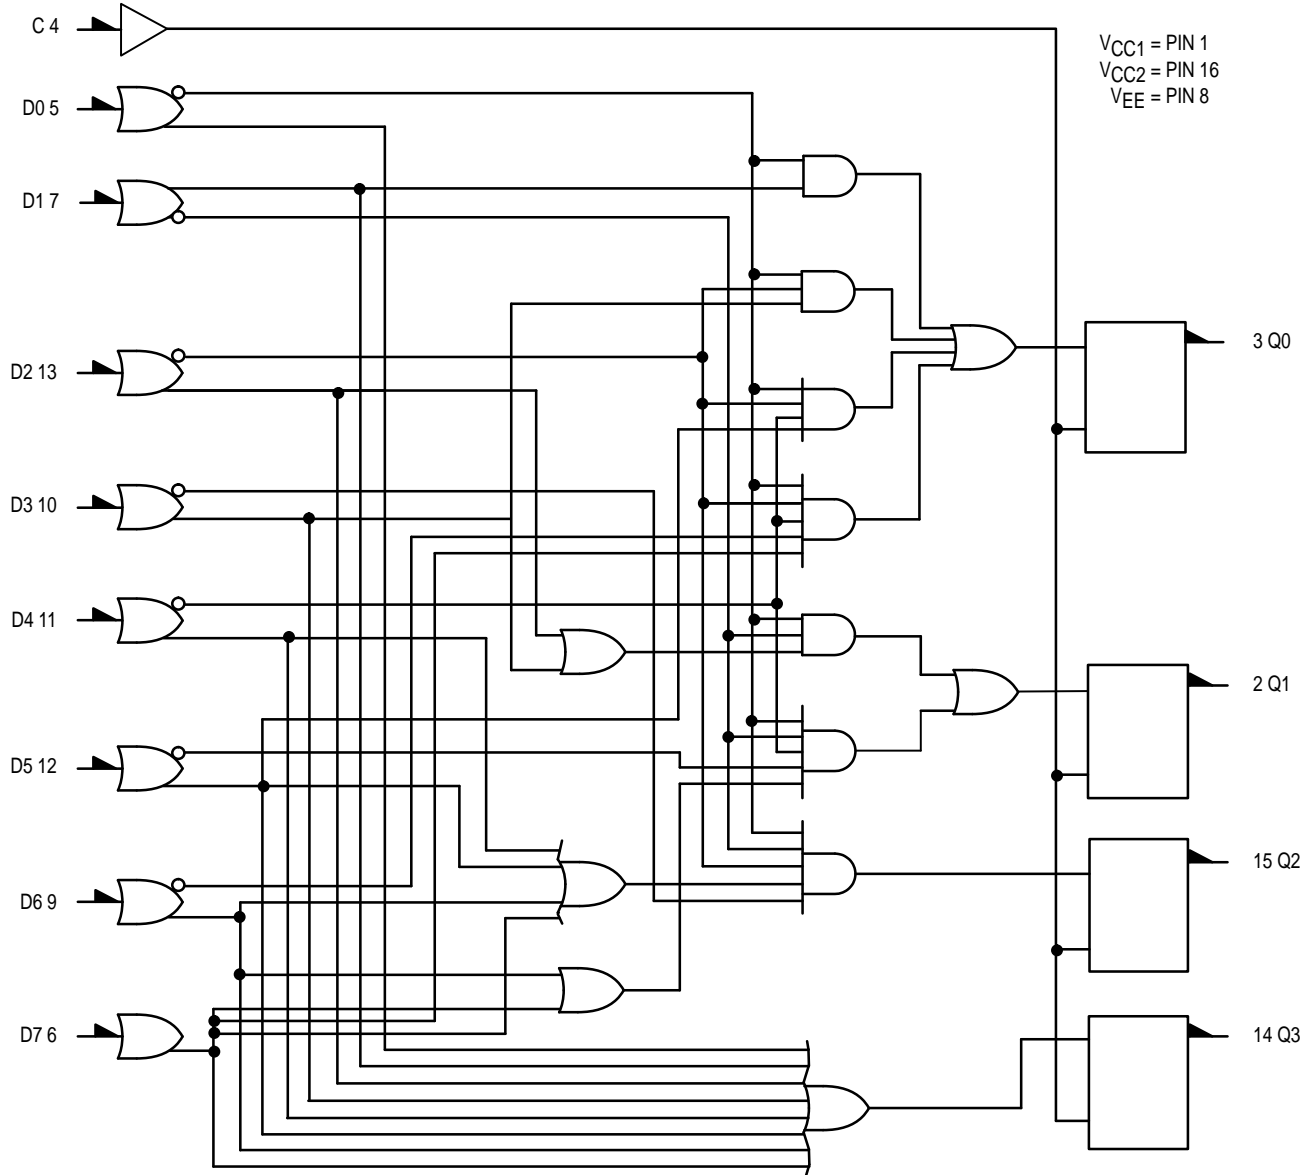 C 4
VCC1 = PIN 1
VCC2 = PIN 16
VEE = PIN 8
D0 5
D1 7
3 Q0
D2 13
D3 10
D4 11
2 Q1
D5 12
15 Q2
D6 9
D7 6
14 Q3